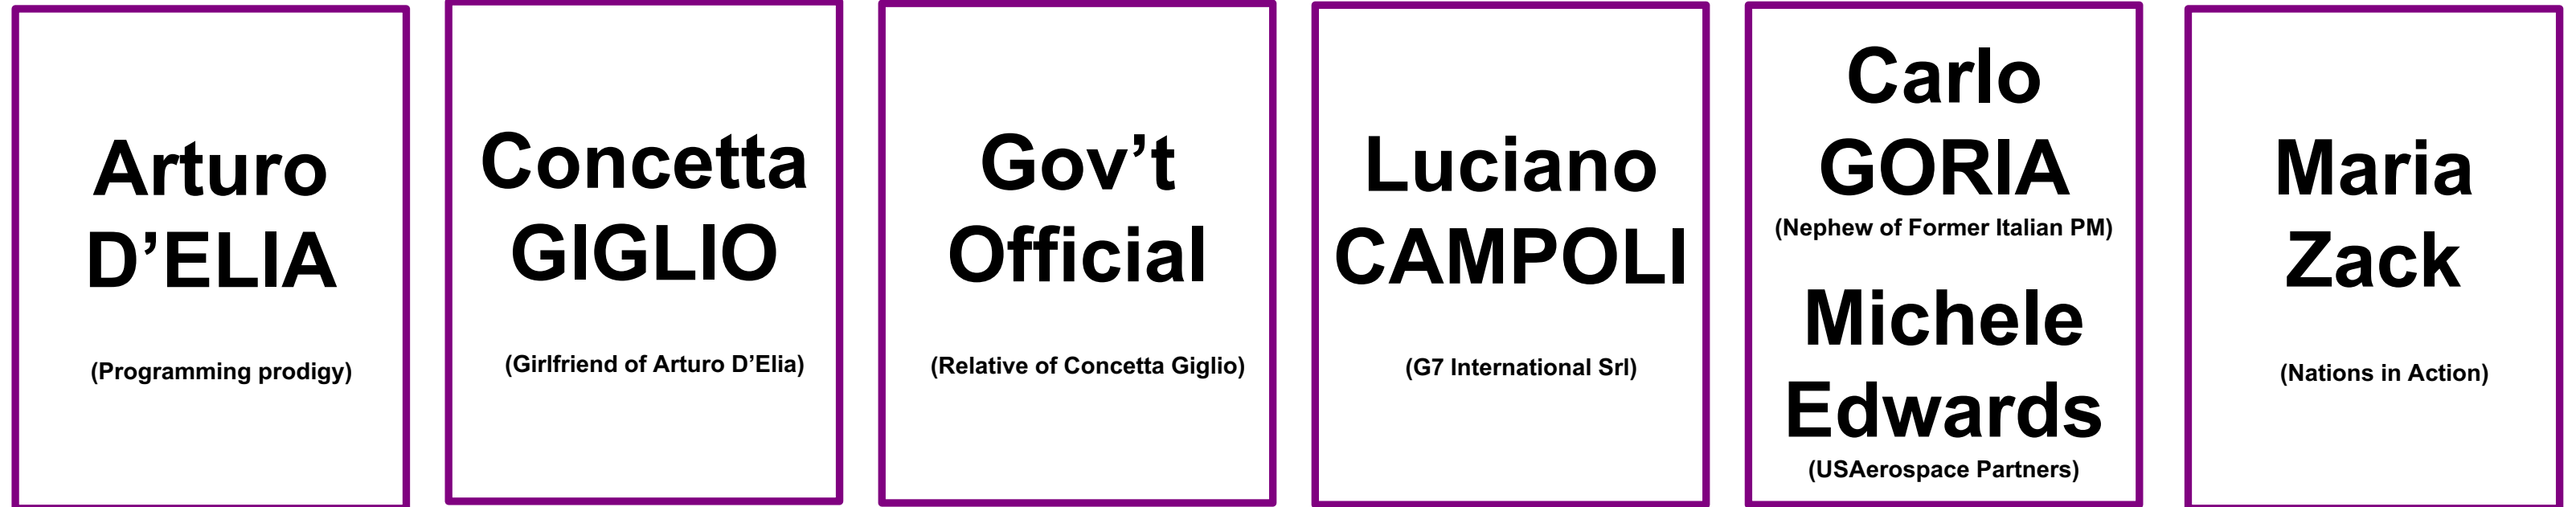 Arturo
D’ELIA
(Programming prodigy)
Concetta
GIGLIO
(Girlfriend of Arturo D’Elia)
Gov’t
Official
(Relative of Concetta Giglio)
Luciano
CAMPOLI
(G7 International Srl)
Carlo
GORIA
(Nephew of Former Italian PM)
Michele
Edwards
(USAerospace Partners)
Maria
Zack
(Nations in Action)